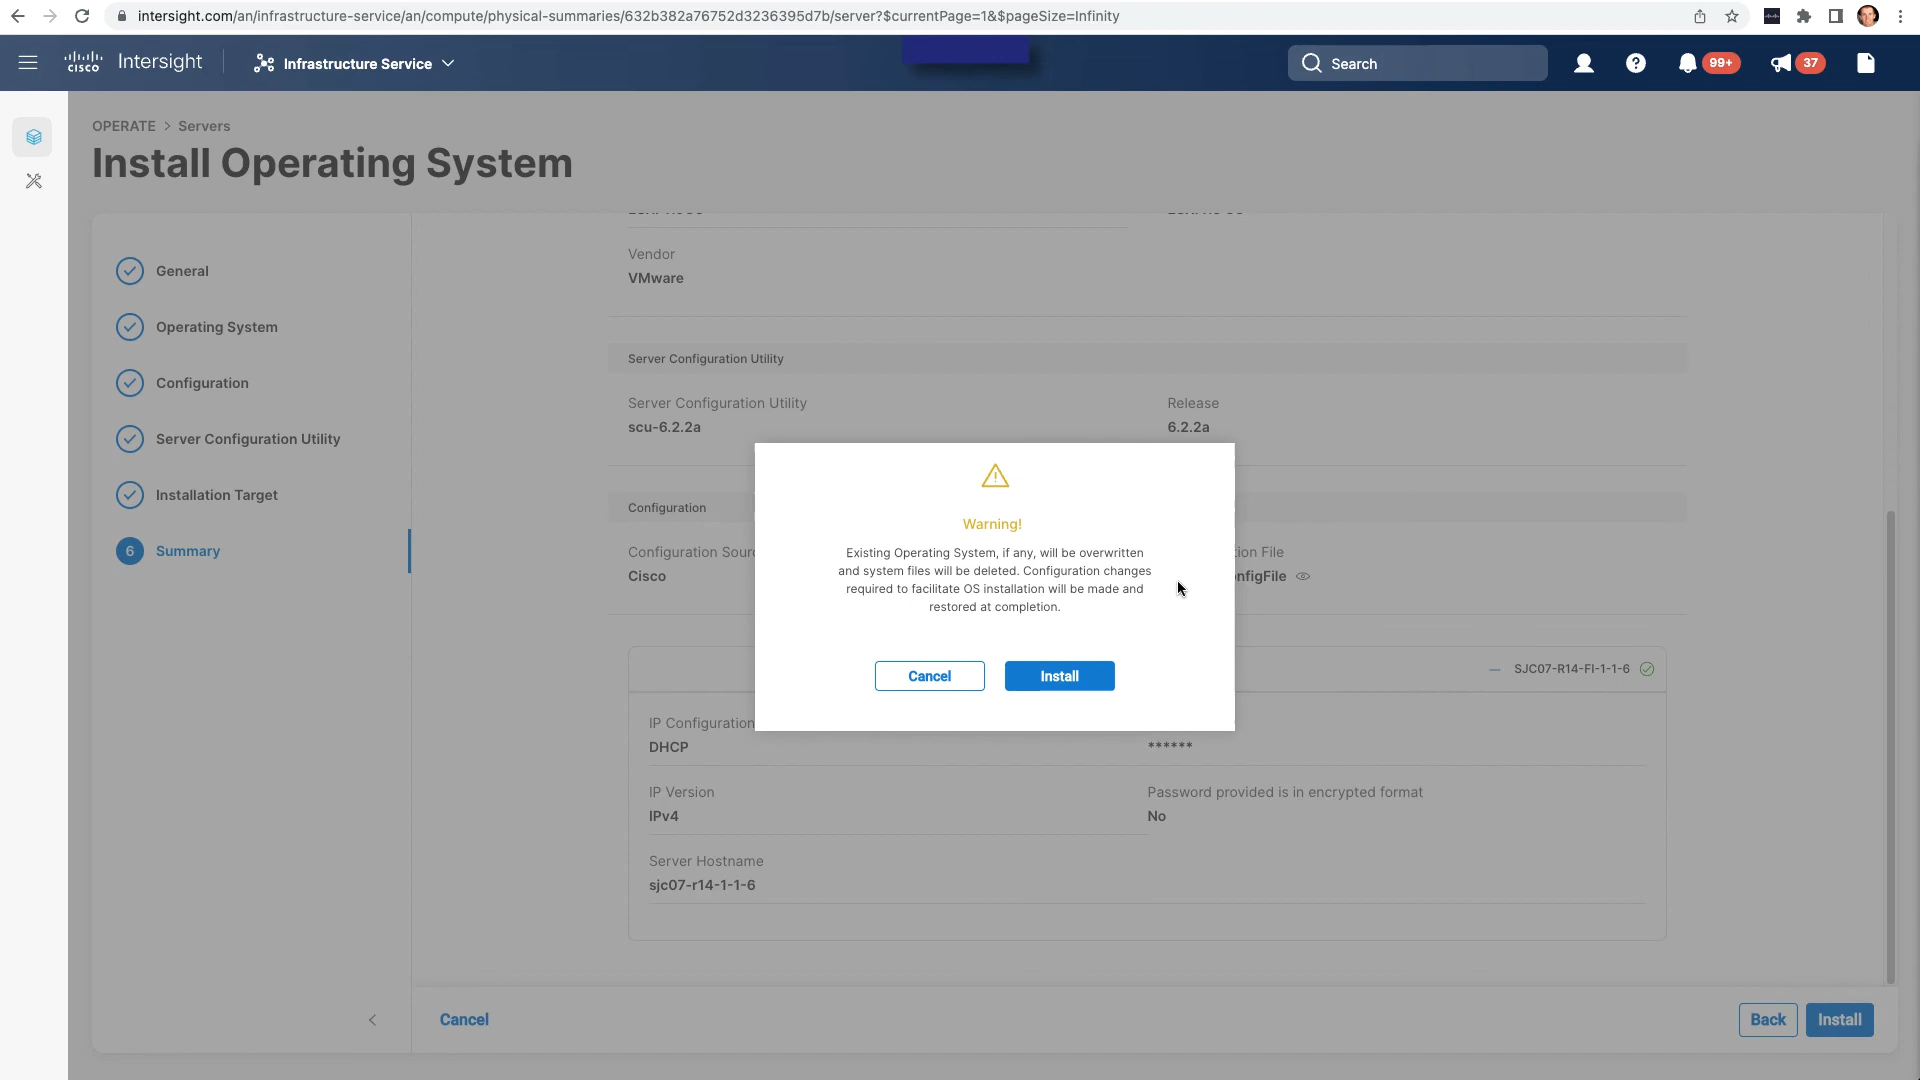 intersight.com/an/infrastructure-service/an/compute/physical-summaries/632b382a76752d3236395d7b/server?$currentPage=1&$pageSize=Infinity
cisco Intersight
Infrastructure Service
Search
99+
37
OPERATE > Servers
Install Operating System
General
Operating System
Configuration
Server Configuration Utility
Installation Target
6 Summary
Vendor
VMware
Server Configuration Utility
Server Configuration Utility
scu-6.2.2a
Release
6.2.2a
Configuration
Configuration Sour
Cisco
ion File
nfigFile
Warning!
Existing Operating System, if any, will be overwritten
and system files will be deleted. Configuration changes
required to facilitate OS installation will be made and
restored at completion.
Cancel
Install
SJC07-R14-FI-1-1-6
IP Configuration
DHCP
******
IP Version
IPv4
Password provided is in encrypted format
No
Server Hostname
sjc07-r14-1-1-6
Cancel
Back
Install